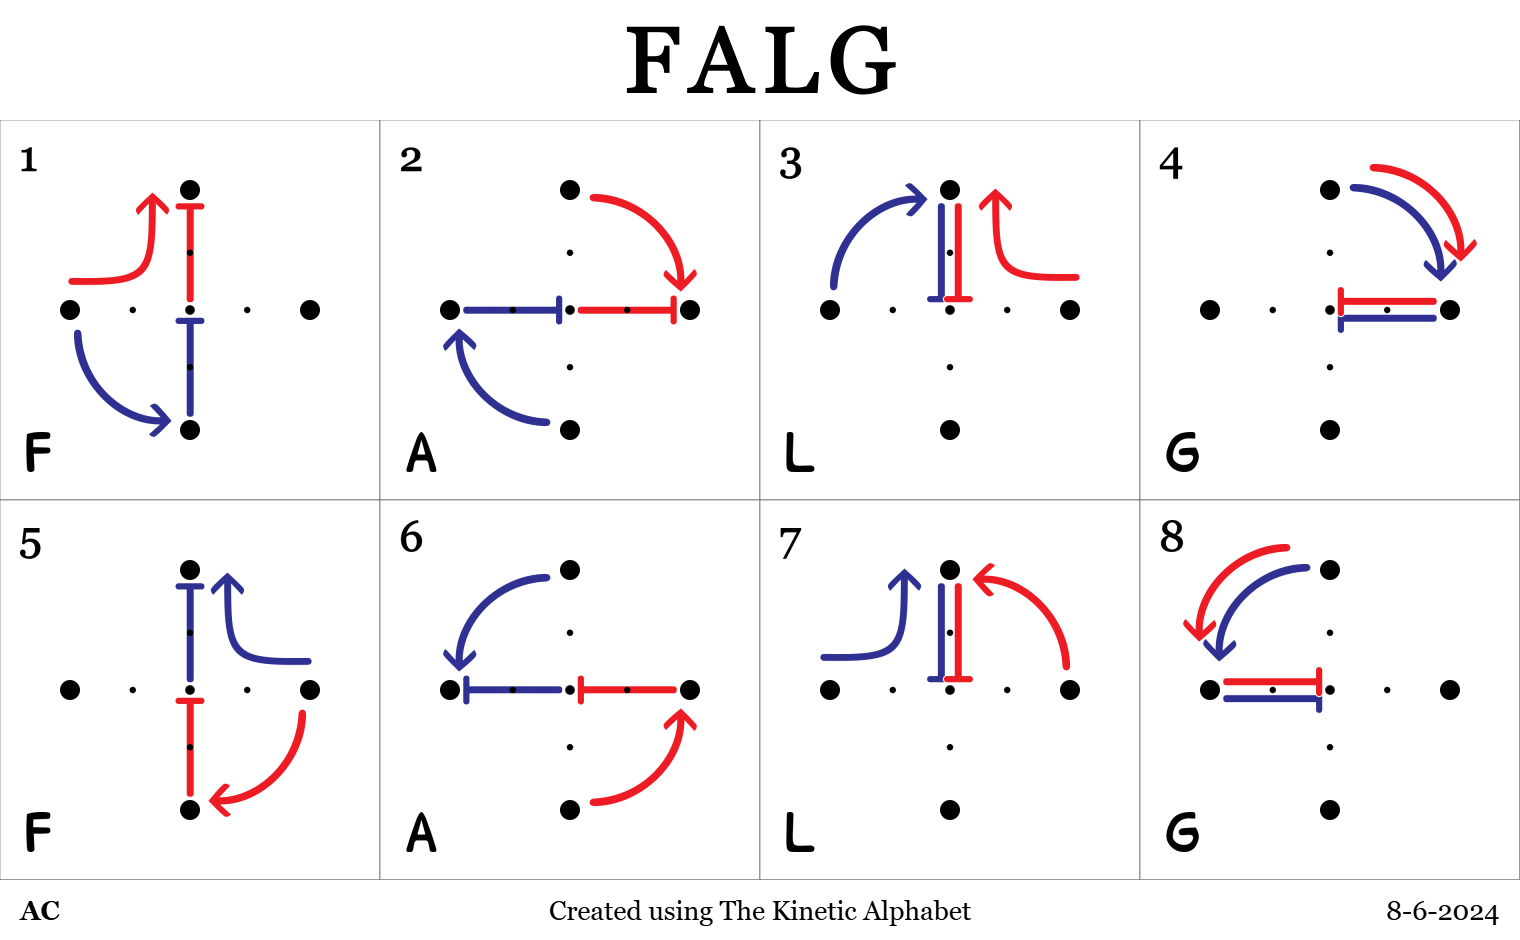 FALG
1 2 3 4
F A L G
5 6 7 8
F A L G
AC Created using The Kinetic Alphabet 8-6-2024